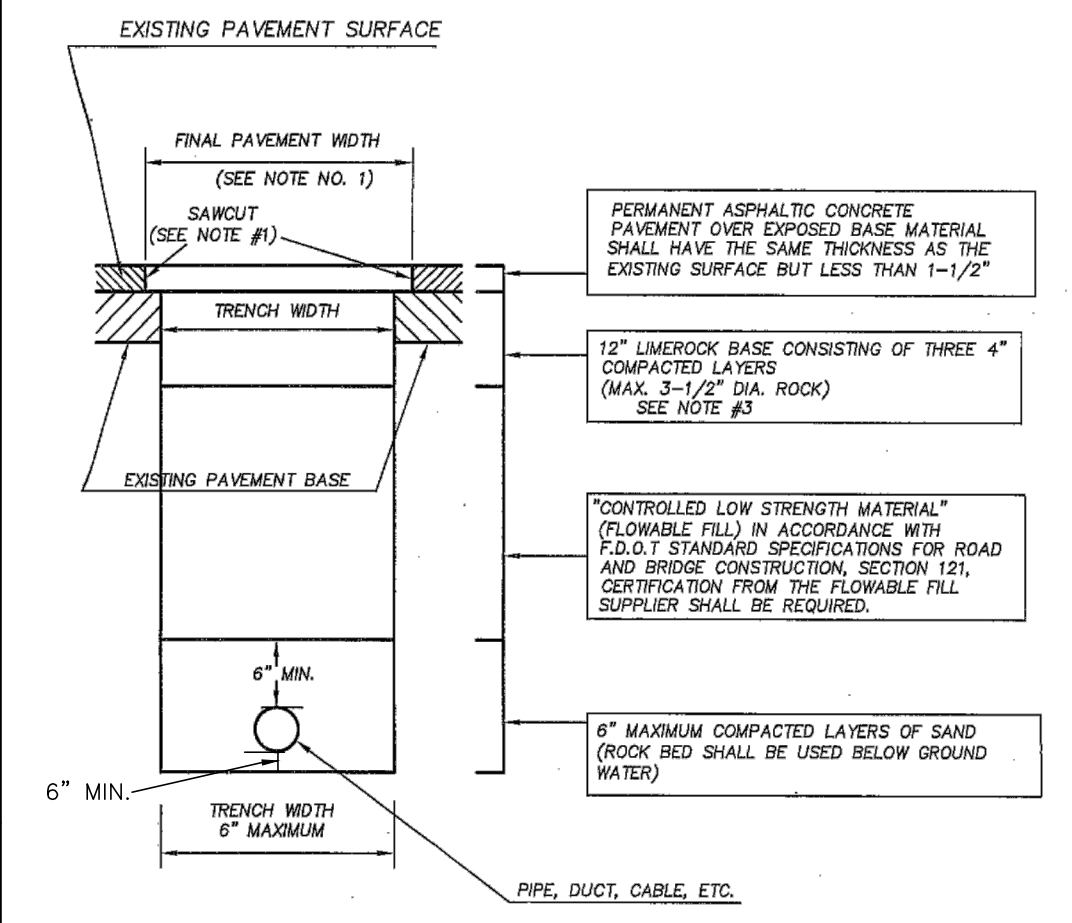 EXISTING PAVEMENT SURFACE
FINAL PAVEMENT WIDTH
(SEE NOTE NO. 1)
SAWCUT
(SEE NOTE #1)
TRENCH WIDTH
EXISTING PAVEMENT BASE
6" MIN.
6" MIN.
TRENCH WIDTH
6" MAXIMUM
PIPE, DUCT, CABLE, ETC.
PERMANENT ASPHALTIC CONCRETE
PAVEMENT OVER EXPOSED BASE MATERIAL
SHALL HAVE THE SAME THICKNESS AS THE
EXISTING SURFACE BUT LESS THAN 1-1/2"
12" LIMEROCK BASE CONSISTING OF THREE 4"
COMPACTED LAYERS
(MAX. 3-1/2" DIA. ROCK)
SEE NOTE #3
"CONTROLLED LOW STRENGTH MATERIAL"
(FLOWABLE FILL) IN ACCORDANCE WITH
F.D.O.T STANDARD SPECIFICATIONS FOR ROAD
AND BRIDGE CONSTRUCTION, SECTION 121,
CERTIFICATION FROM THE FLOWABLE FILL
SUPPLIER SHALL BE REQUIRED.
6" MAXIMUM COMPACTED LAYERS OF SAND
(ROCK BED SHALL BE USED BELOW GROUND
WATER)